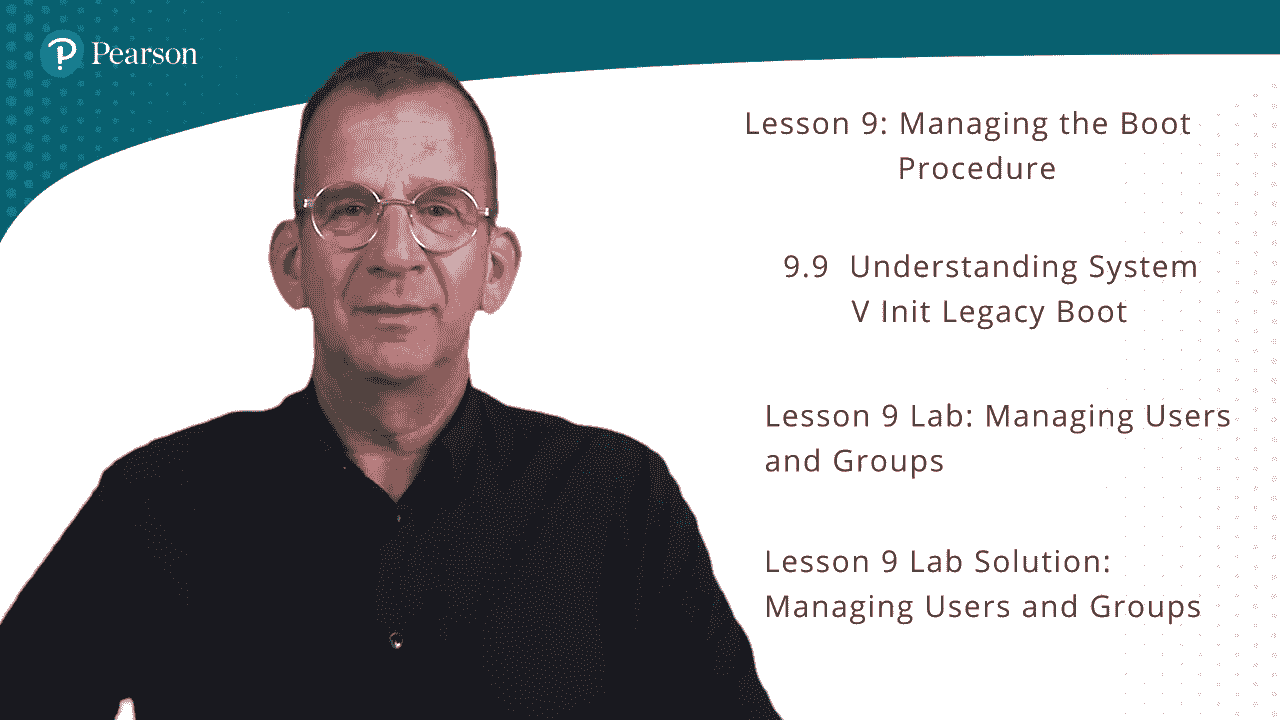 Pearson
Lesson 9: Managing the Boot
Procedure
9.9 Understanding System
V Init Legacy Boot
Lesson 9 Lab: Managing Users
and Groups
Lesson 9 Lab Solution:
Managing Users and Groups